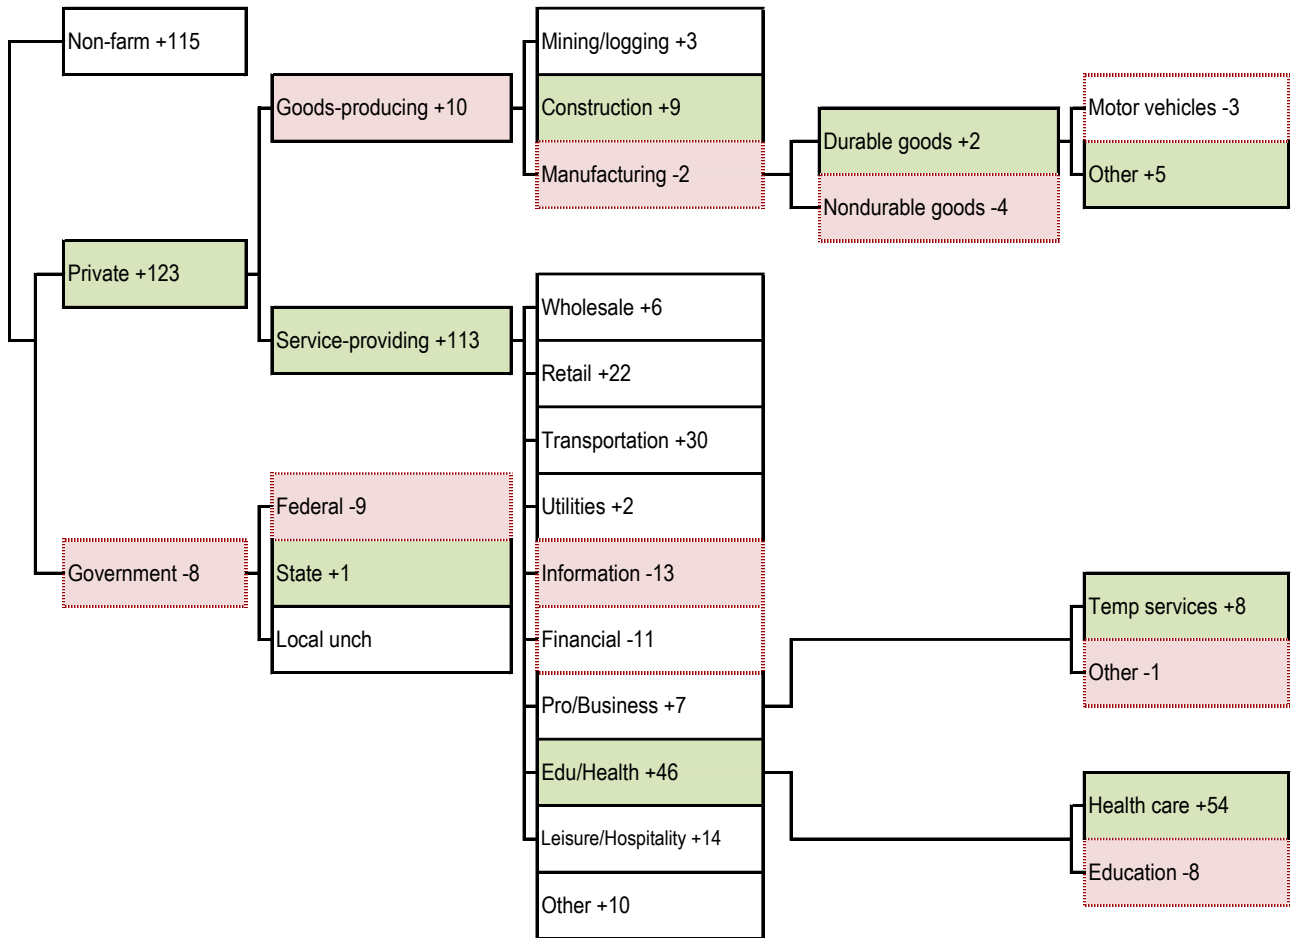 Non-farm +115
Private +123
Government -8
Goods-producing +10
Service-providing +113
Federal -9
State +1
Local unch
Mining/logging +3
Construction +9
Manufacturing -2
Wholesale +6
Retail +22
Transportation +30
Utilities +2
Information -13
Financial -11
Pro/Business +7
Edu/Health +46
Leisure/Hospitality +14
Other +10
Durable goods +2
Nondurable goods -4
Motor vehicles -3
Other +5
Temp services +8
Other -1
Health care +54
Education -8